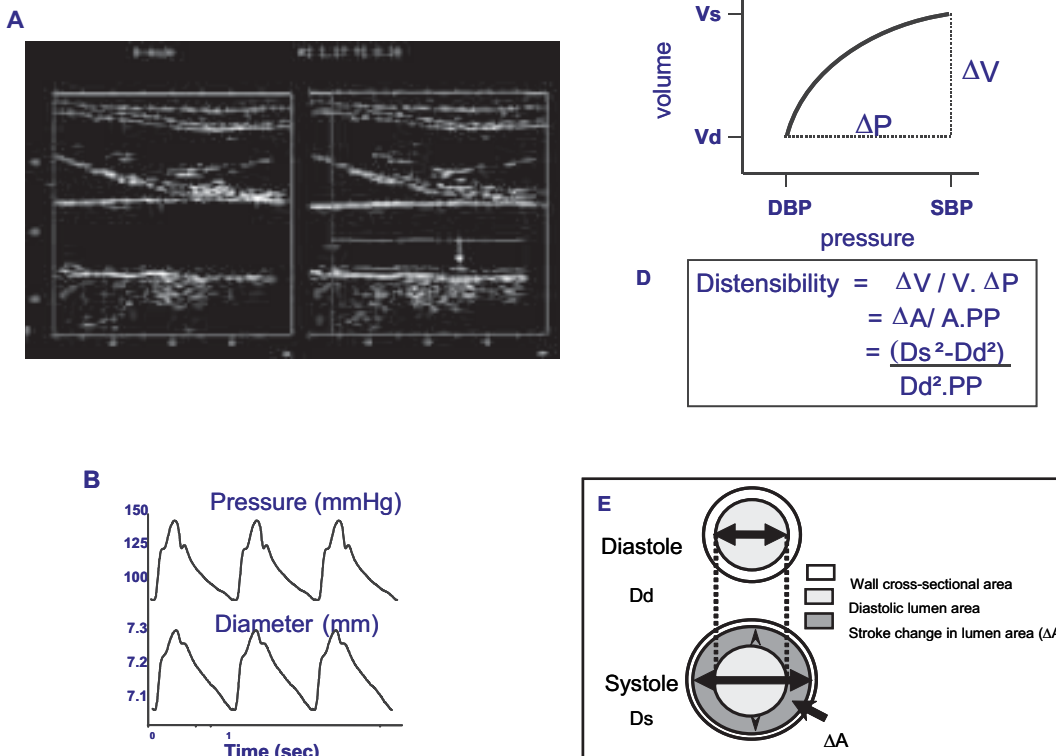 A
B-mode
Vs
volume
ΔV
ΔP
Vd
DBP
SBP
pressure
D
Distensibility = ΔV / V. ΔP
= ΔA/ A.PP
= (Ds²-Dd²)
Dd².PP
B
Pressure (mmHg)
150
125
100
Diameter (mm)
7.3
7.2
7.1
0
1
Time (sec)
E
Diastole
Dd
Wall cross-sectional area
Diastolic lumen area
Stroke change in lumen area (ΔA
Systole
Ds
ΔA